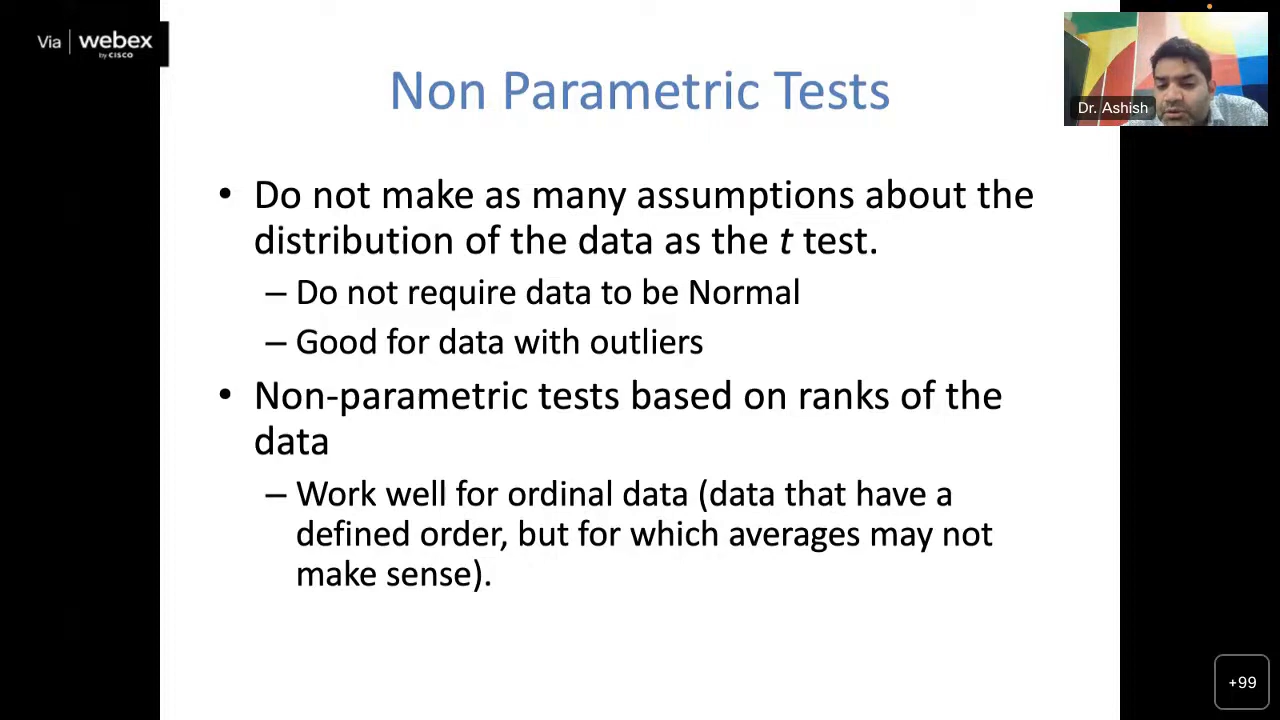 Via webex
by CISCO
Dr. Ashish
Non Parametric Tests
• Do not make as many assumptions about the
distribution of the data as the t test.
– Do not require data to be Normal
– Good for data with outliers
• Non-parametric tests based on ranks of the
data
– Work well for ordinal data (data that have a
defined order, but for which averages may not
make sense).
+99